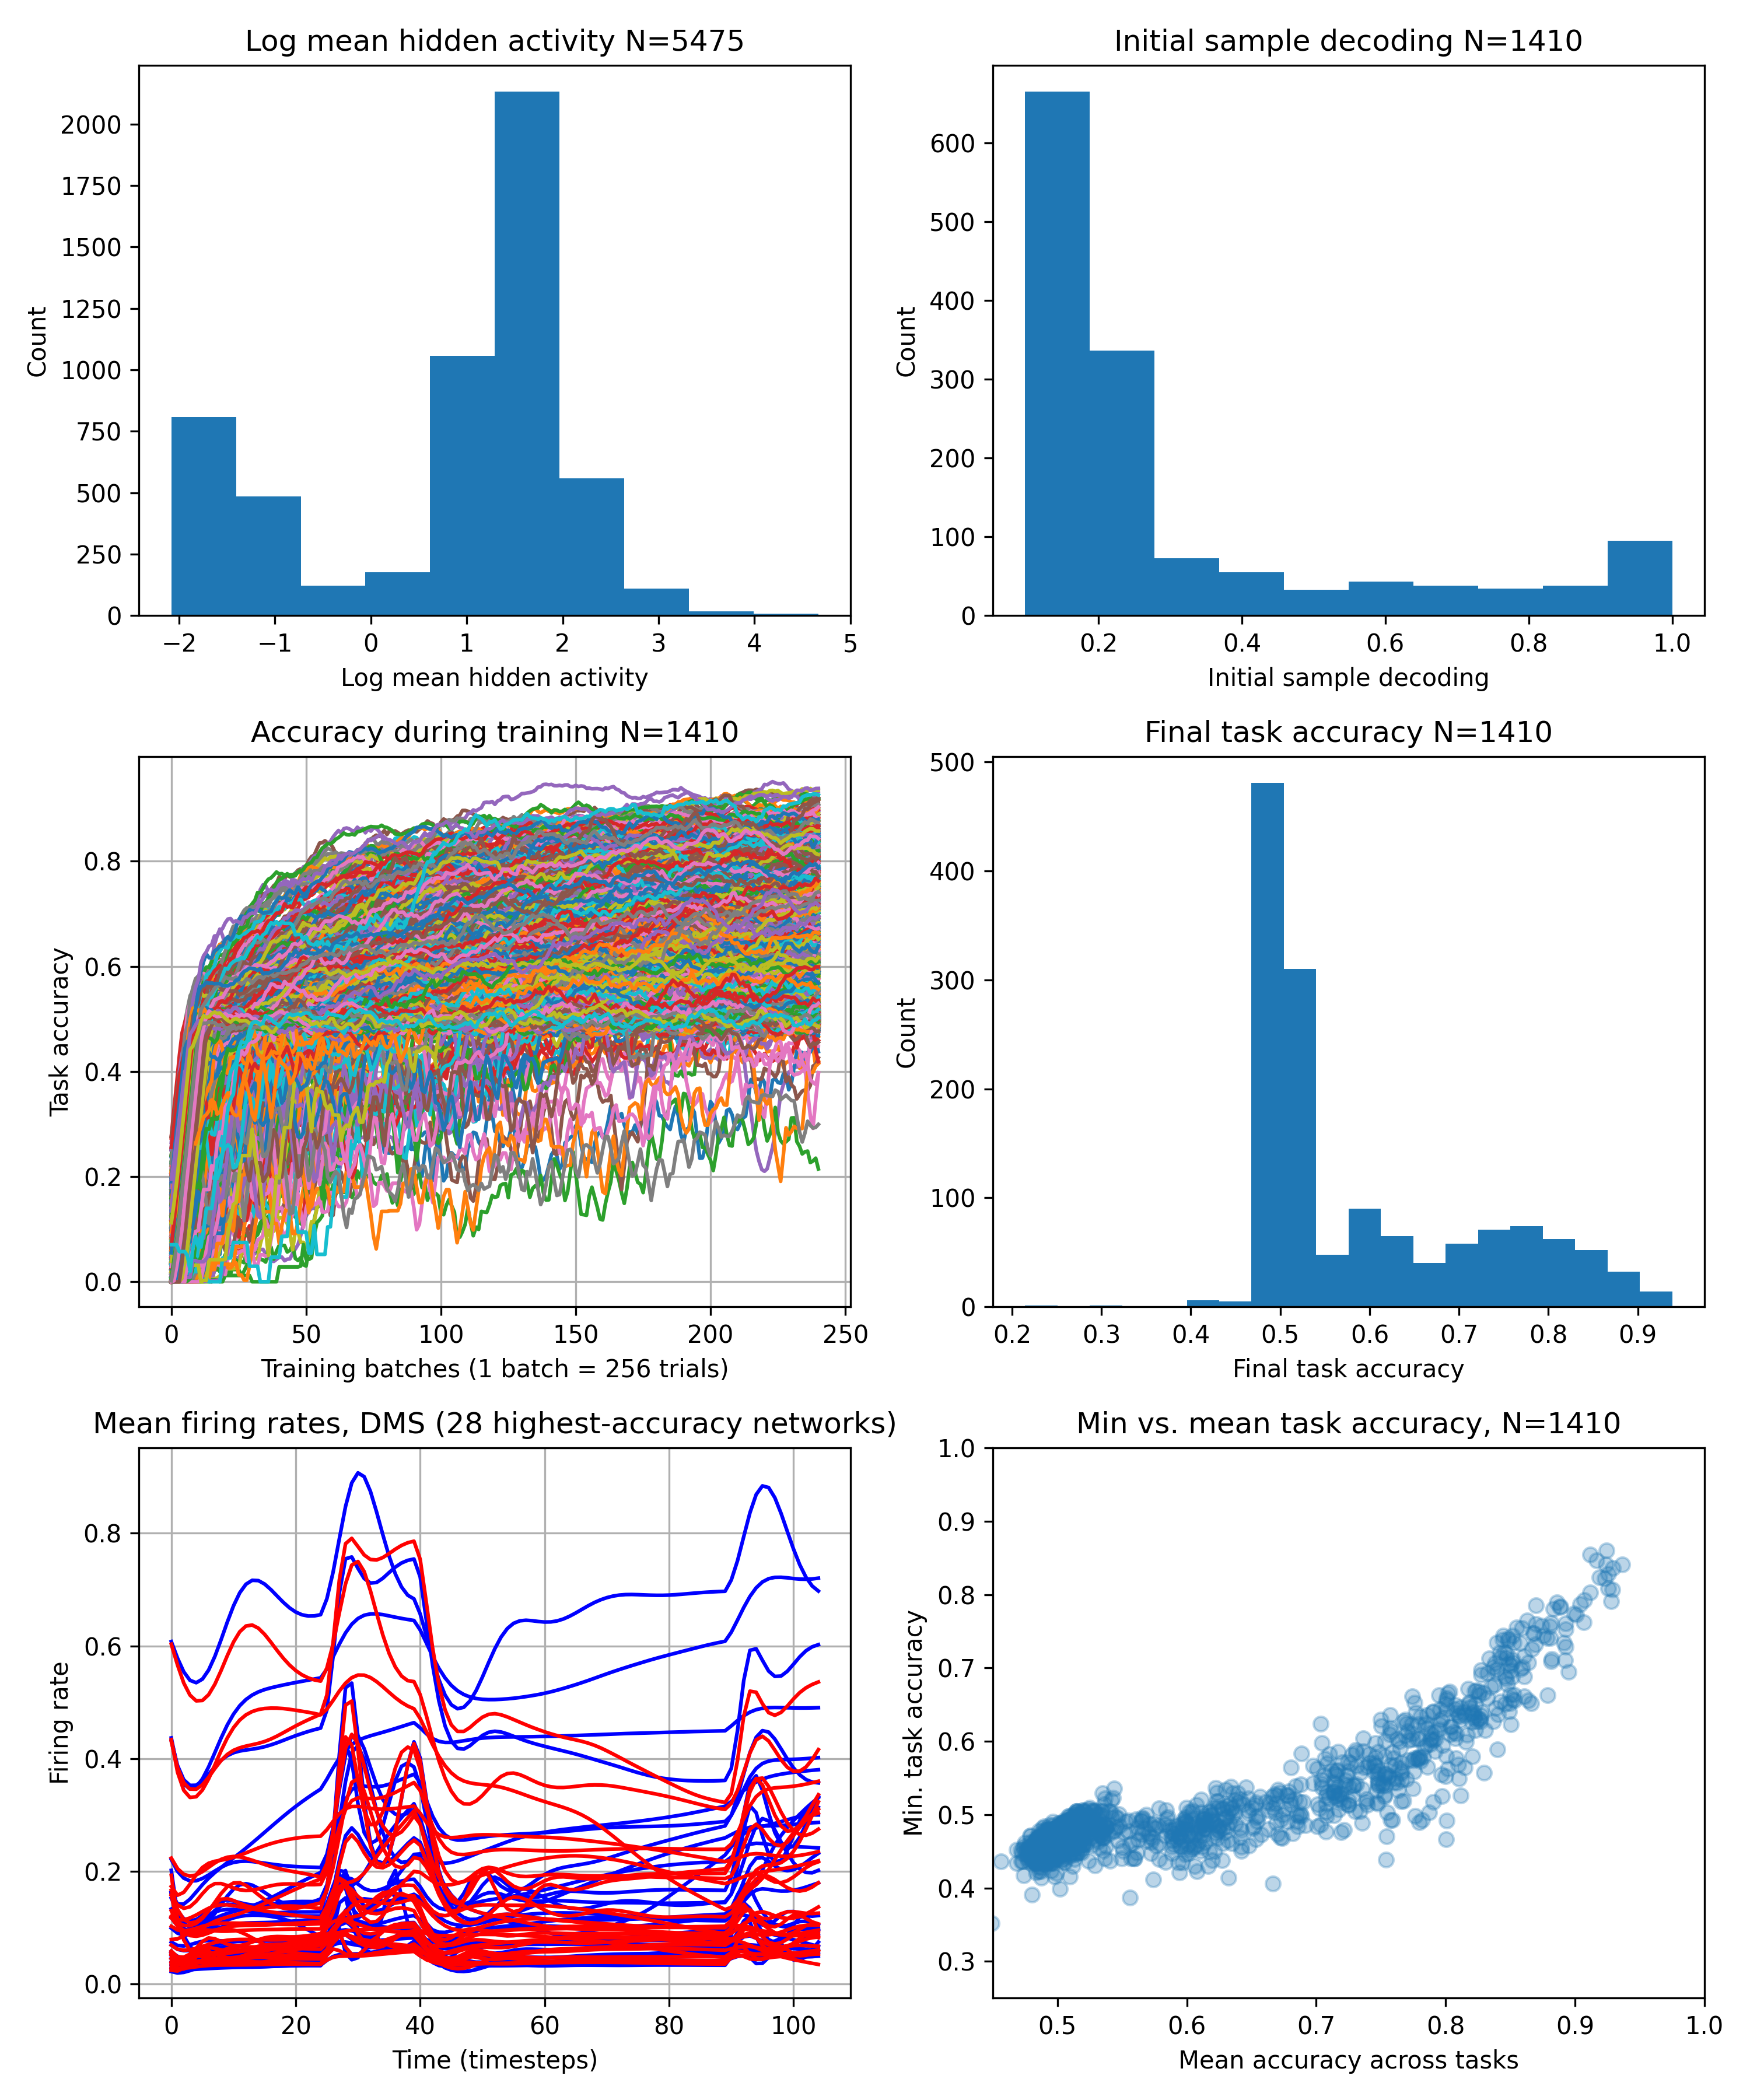 Log mean hidden activity N=5475
Initial sample decoding N=1410
Count
2000
1750
1500
1250
1000
750
500
250
0
−2 −1 0 1 2 3 4 5
Log mean hidden activity
Count
600
500
400
300
200
100
0
0.2 0.4 0.6 0.8 1.0
Initial sample decoding
Accuracy during training N=1410
Final task accuracy N=1410
Task accuracy
0.8
0.6
0.4
0.2
0.0
0 50 100 150 200 250
Training batches (1 batch = 256 trials)
Count
500
400
300
200
100
0
0.2 0.3 0.4 0.5 0.6 0.7 0.8 0.9
Final task accuracy
Mean firing rates, DMS (28 highest-accuracy networks)
Min vs. mean task accuracy, N=1410
Firing rate
0.8
0.6
0.4
0.2
0.0
0 20 40 60 80 100
Time (timesteps)
Min. task accuracy
1.0
0.9
0.8
0.7
0.6
0.5
0.4
0.3
0.5 0.6 0.7 0.8 0.9 1.0
Mean accuracy across tasks